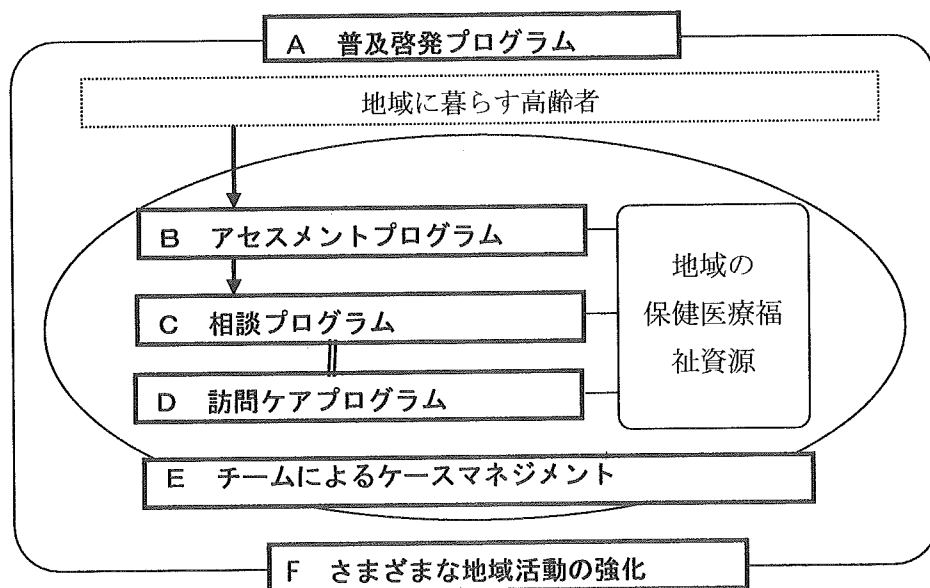 A 普及啓発プログラム
地域に暮らす高齢者
B アセスメントプログラム
地域の
保健医療福
祉資源
C 相談プログラム
D 訪問ケアプログラム
E チームによるケースマネジメント
F さまざまな地域活動の強化